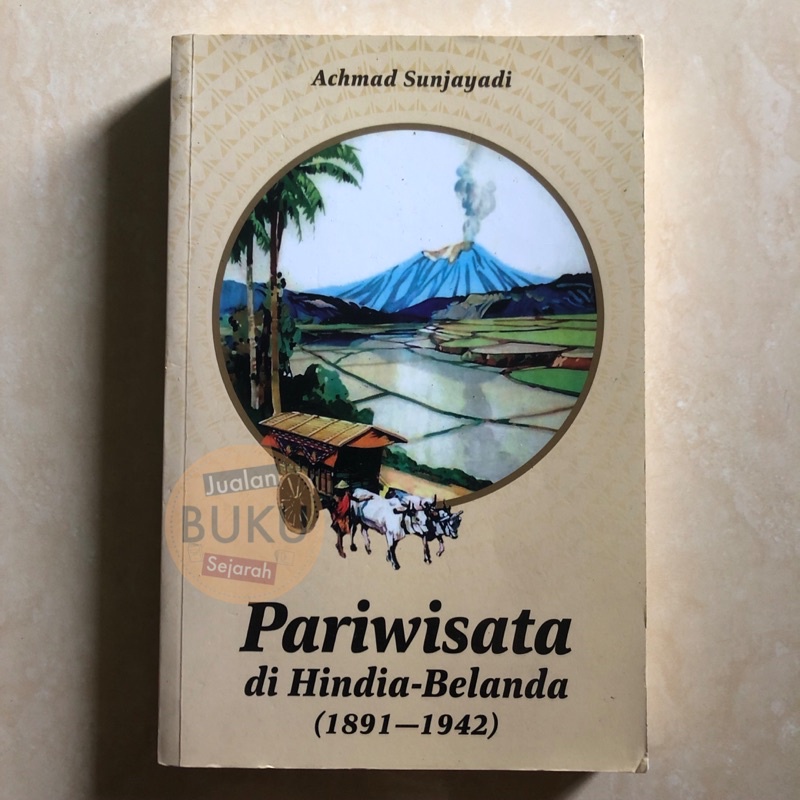 Achmad Sunjayadi
Jualan
BUKU
Sejarah
Pariwisata
di Hindia-Belanda
(1891—1942)